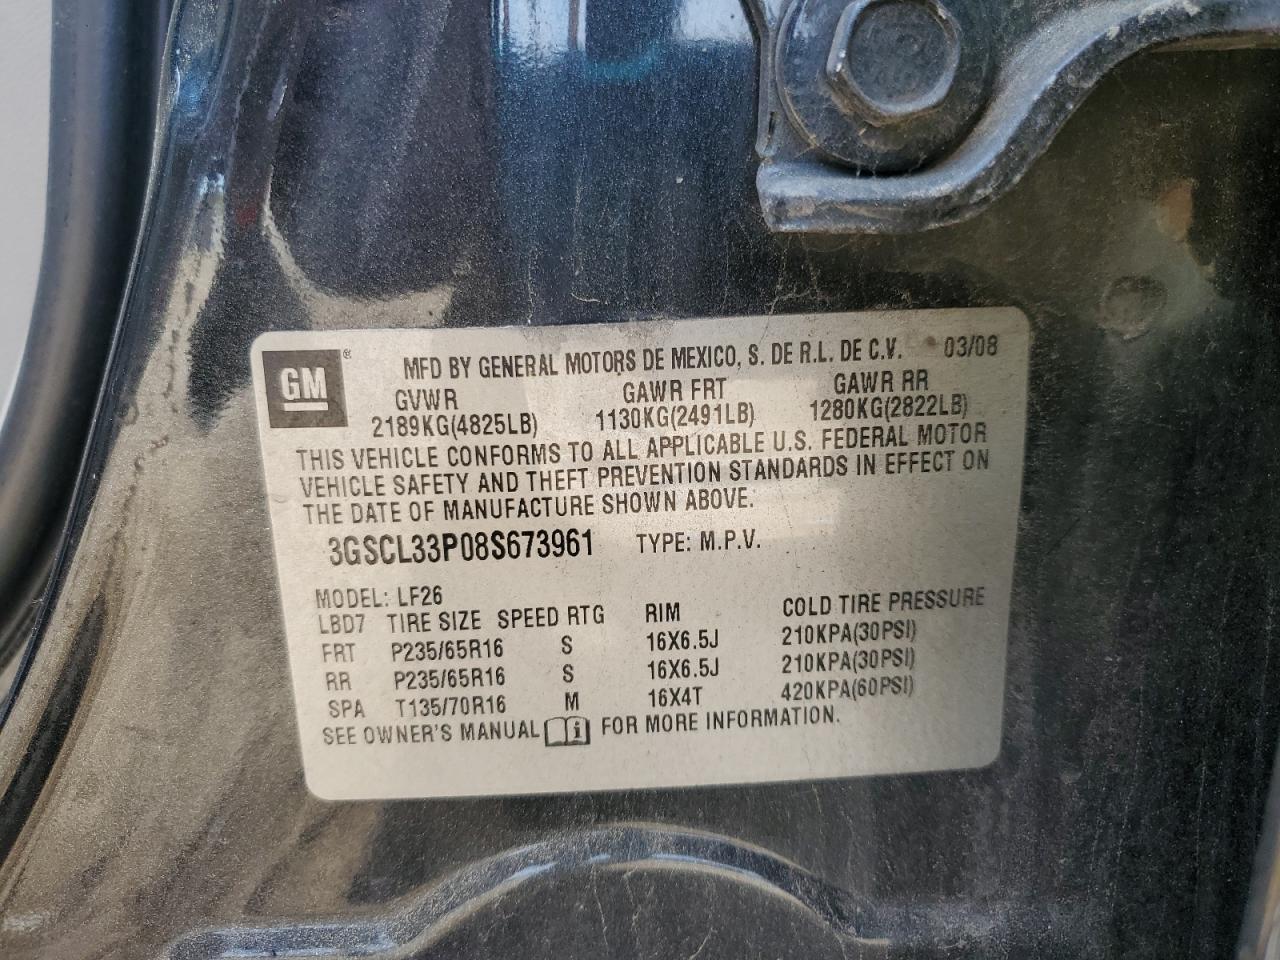 GM ® MFD BY GENERAL MOTORS DE MEXICO, S. DE R.L. DE C.V. 03/08
GVWR GAWR FRT GAWR RR
2189KG(4825LB) 1130KG(2491LB) 1280KG(2822LB)
THIS VEHICLE CONFORMS TO ALL APPLICABLE U.S. FEDERAL MOTOR
VEHICLE SAFETY AND THEFT PREVENTION STANDARDS IN EFFECT ON
THE DATE OF MANUFACTURE SHOWN ABOVE.
3GSCL33P08S673961 TYPE: M.P.V.
MODEL: LF26
LBD7 TIRE SIZE SPEED RTG RIM COLD TIRE PRESSURE
FRT P235/65R16 S 16X6.5J 210KPA(30PSI)
RR P235/65R16 S 16X6.5J 210KPA(30PSI)
SPA T135/70R16 M 16X4T 420KPA(60PSI)
SEE OWNER'S MANUAL i FOR MORE INFORMATION.